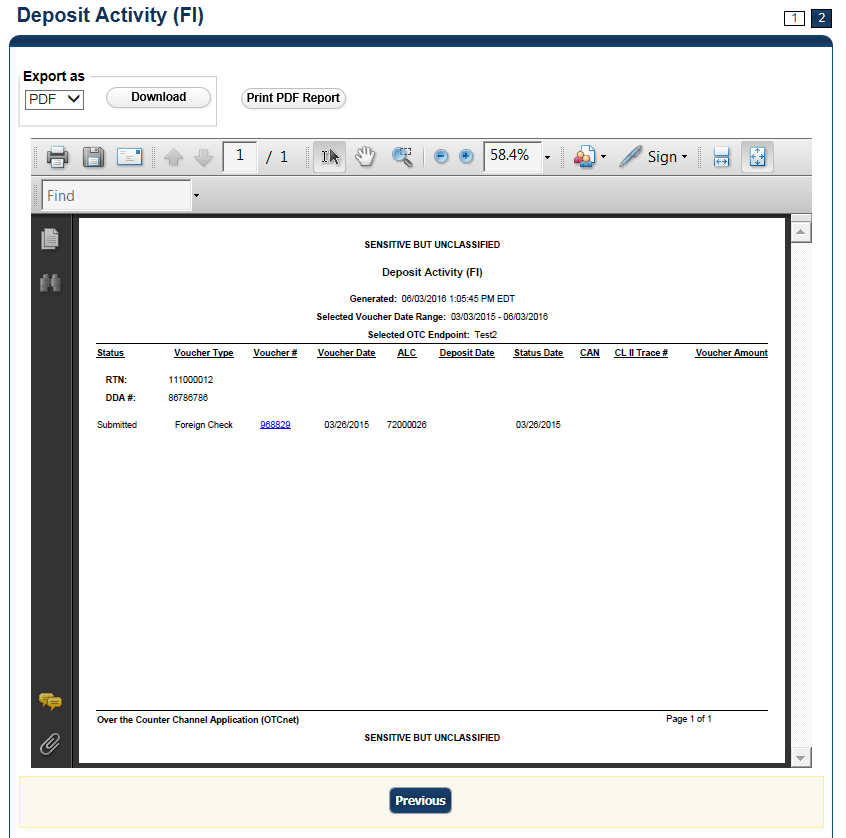 Deposit Activity (FI)
1 2
Export as
PDF Download Print PDF Report
1 / 1 58.4% Sign
Find
SENSITIVE BUT UNCLASSIFIED
Deposit Activity (FI)
Generated: 06/03/2016 1:05:45 PM EDT
Selected Voucher Date Range: 03/03/2015 - 06/03/2016
Selected OTC Endpoint: Test2
Status Voucher Type Voucher # Voucher Date ALC Deposit Date Status Date CAN CL II Trace # Voucher Amount
RTN: 111000012
DDA #: 86786786
Submitted Foreign Check 968829 03/26/2015 72000026 03/26/2015
Over the Counter Channel Application (OTCnet) Page 1 of 1
SENSITIVE BUT UNCLASSIFIED
Previous